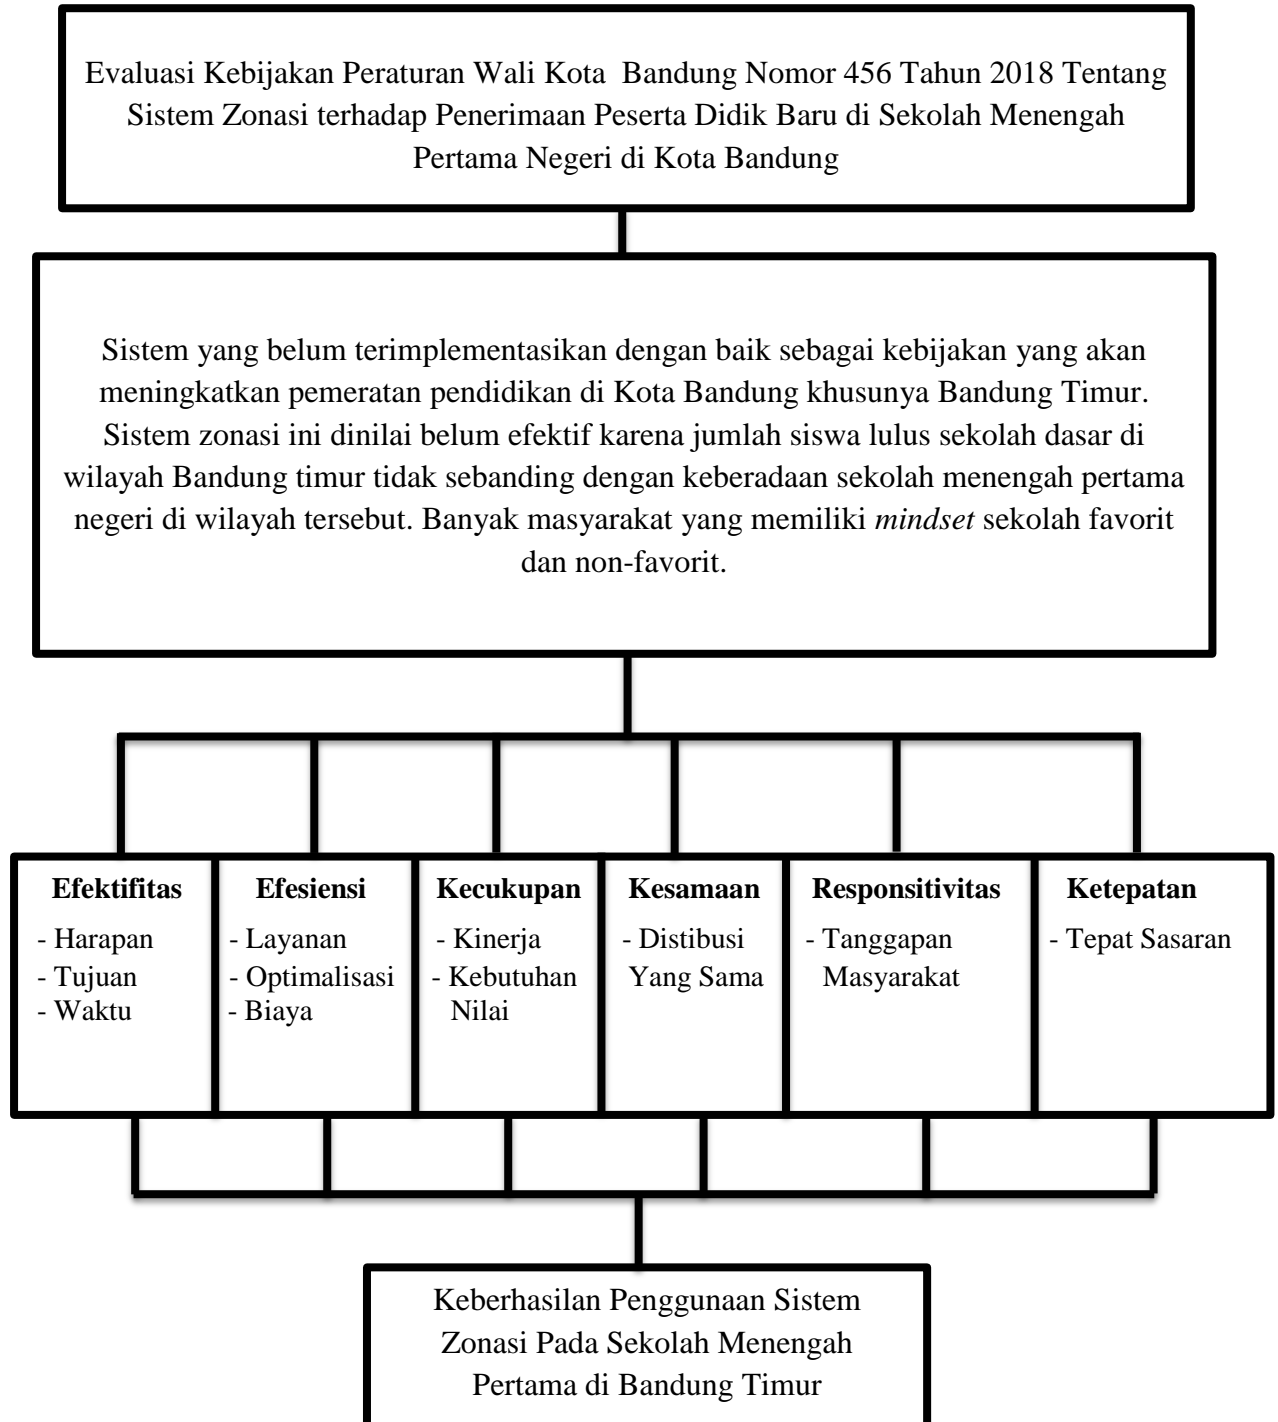 Evaluasi Kebijakan Peraturan Wali Kota  Bandung Nomor 456 Tahun 2018 Tentang
Sistem Zonasi terhadap Penerimaan Peserta Didik Baru di Sekolah Menengah
Pertama Negeri di Kota Bandung
Sistem yang belum terimplementasikan dengan baik sebagai kebijakan yang akan
meningkatkan pemeratan pendidikan di Kota Bandung khusunya Bandung Timur.
Sistem zonasi ini dinilai belum efektif karena jumlah siswa lulus sekolah dasar di
wilayah Bandung timur tidak sebanding dengan keberadaan sekolah menengah pertama
negeri di wilayah tersebut. Banyak masyarakat yang memiliki mindset sekolah favorit
dan non-favorit.
Efektifitas
- Harapan
- Tujuan
- Waktu
Efesiensi
- Layanan
- Optimalisasi
- Biaya
Kecukupan
- Kinerja
- Kebutuhan
Nilai
Kesamaan
- Distibusi
Yang Sama
Responsitivitas
- Tanggapan
Masyarakat
Ketepatan
- Tepat Sasaran
Keberhasilan Penggunaan Sistem
Zonasi Pada Sekolah Menengah
Pertama di Bandung Timur